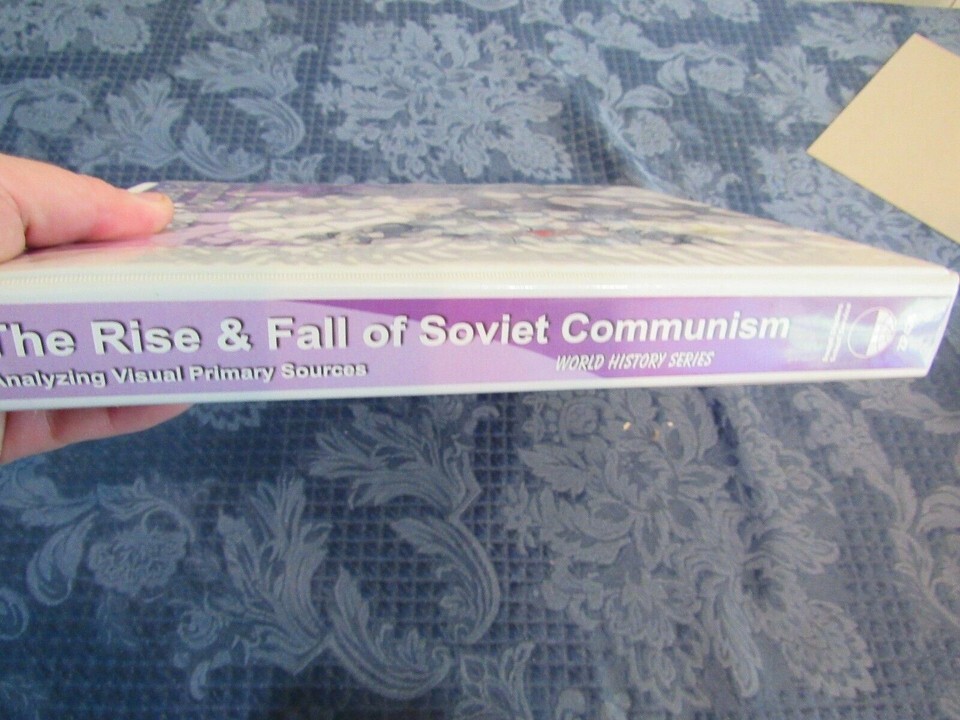 The Rise & Fall of Soviet Communism
Analyzing Visual Primary Sources
WORLD HISTORY SERIES